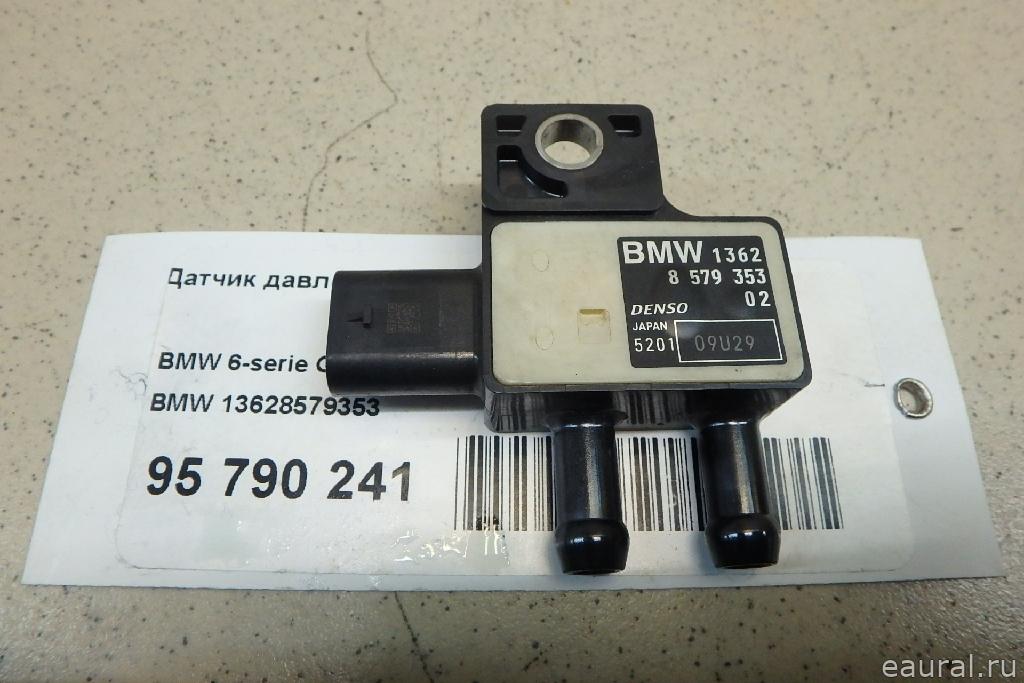 Датчик давл
BMW 6-serie
BMW 13628579353
95 790 241
BMW 1362
8 579 353
02
DENSO
JAPAN
5201 09U29
eaural.ru